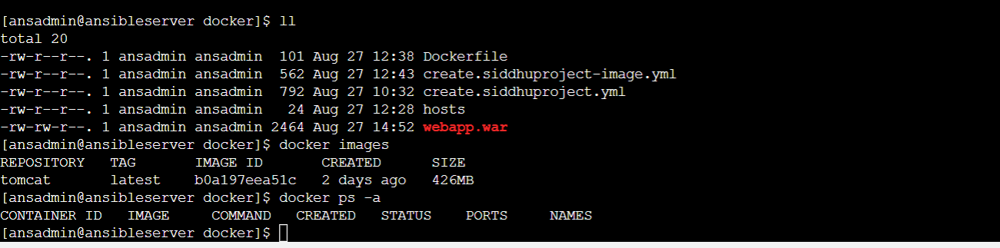 [ansadmin@ansibleserver docker]$ ll
total 20
-rw-r--r--. 1 ansadmin ansadmin  101 Aug 27 12:38 Dockerfile
-rw-r--r--. 1 ansadmin ansadmin  562 Aug 27 12:43 create.siddhuproject-image.yml
-rw-r--r--. 1 ansadmin ansadmin  792 Aug 27 10:32 create.siddhuproject.yml
-rw-r--r--. 1 ansadmin ansadmin   24 Aug 27 12:28 hosts
-rw-rw-r--. 1 ansadmin ansadmin 2464 Aug 27 14:52 webapp.war
[ansadmin@ansibleserver docker]$ docker images
REPOSITORY   TAG       IMAGE ID       CREATED      SIZE
tomcat       latest    b0a197eea51c   2 days ago   426MB
[ansadmin@ansibleserver docker]$ docker ps -a
CONTAINER ID   IMAGE     COMMAND   CREATED   STATUS    PORTS     NAMES
[ansadmin@ansibleserver docker]$